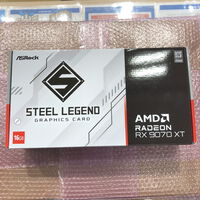 ASRock
STEEL LEGEND
GRAPHICS CARD
16GB
AMD
RADEON
RX 9070 XT